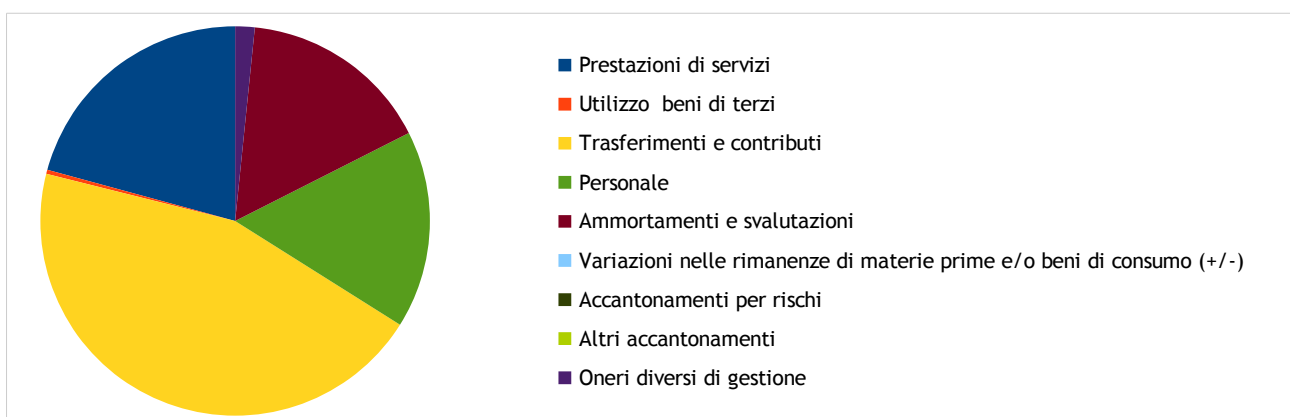 Prestazioni di servizi
Utilizzo  beni di terzi
Trasferimenti e contributi
Personale
Ammortamenti e svalutazioni
Variazioni nelle rimanenze di materie prime e/o beni di consumo (+/-)
Accantonamenti per rischi
Altri accantonamenti
Oneri diversi di gestione